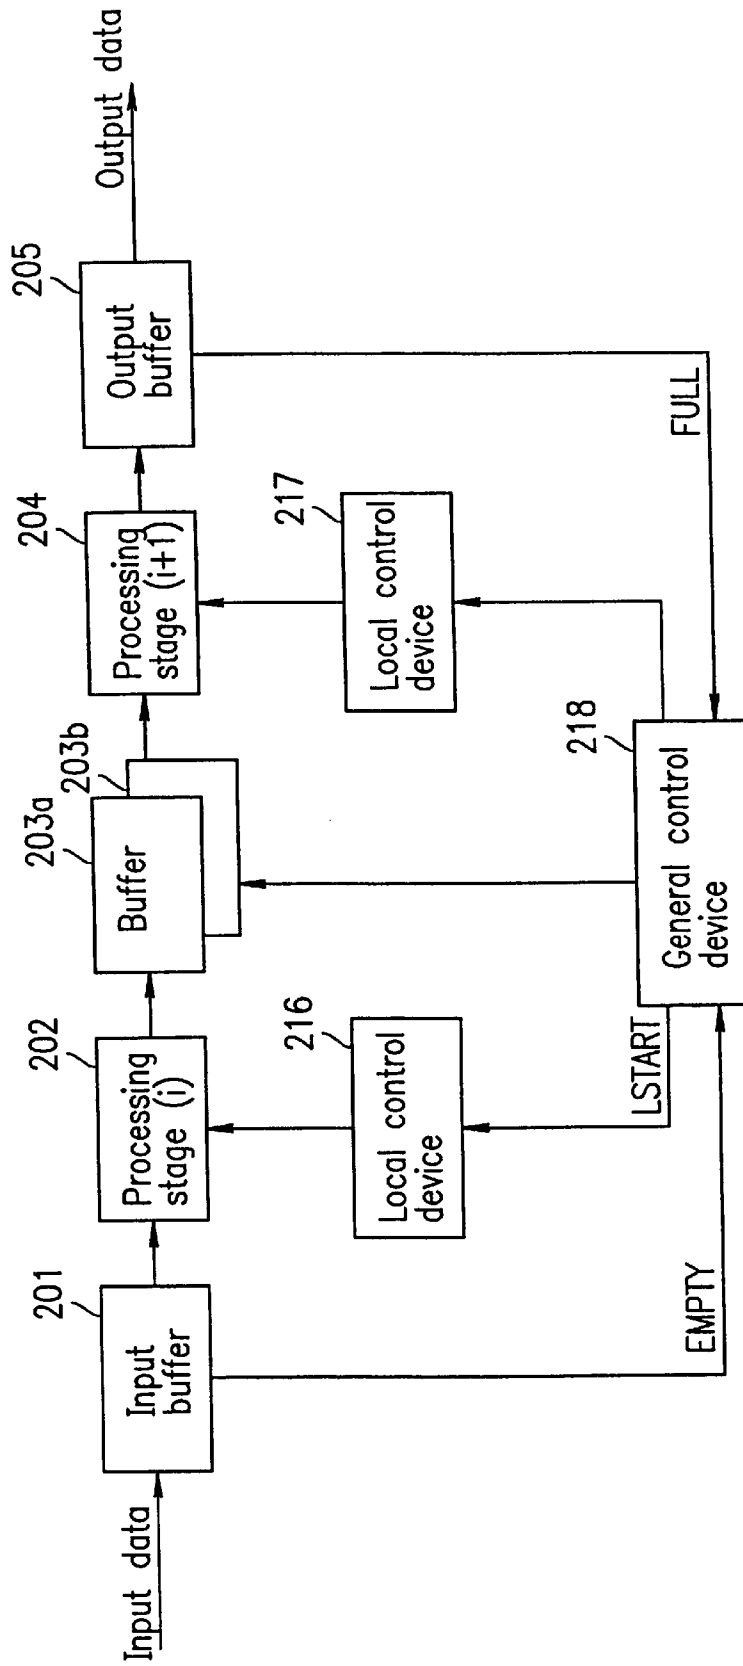 Input data
201
Input
buffer
202
Processing
stage (i)
203a
203b
Buffer
204
Processing
stage (i+1)
205
Output
buffer
Output data
216
Local control
device
217
Local control
device
218
General control
device
EMPTY
LSTART
FULL